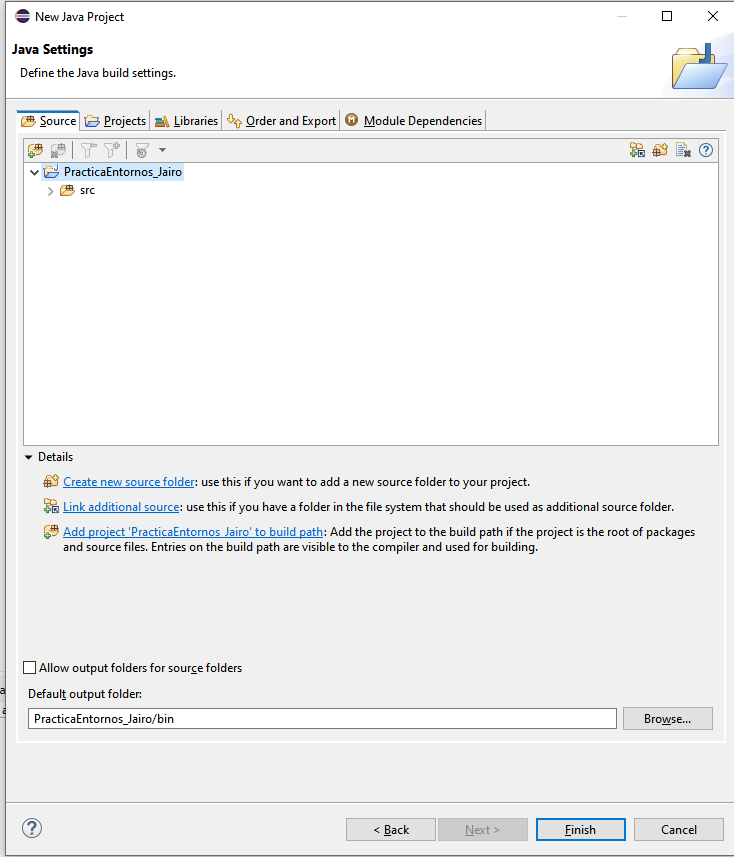 New Java Project
Java Settings
Define the Java build settings.
Source Projects Libraries Order and Export Module Dependencies
PracticaEntornos_Jairo
src
Details
Create new source folder: use this if you want to add a new source folder to your project.
Link additional source: use this if you have a folder in the file system that should be used as additional source folder.
Add project 'PracticaEntornos_Jairo' to build path: Add the project to the build path if the project is the root of packages
and source files. Entries on the build path are visible to the compiler and used for building.
Allow output folders for source folders
Default output folder:
PracticaEntornos_Jairo/bin Browse...
< Back Next > Finish Cancel